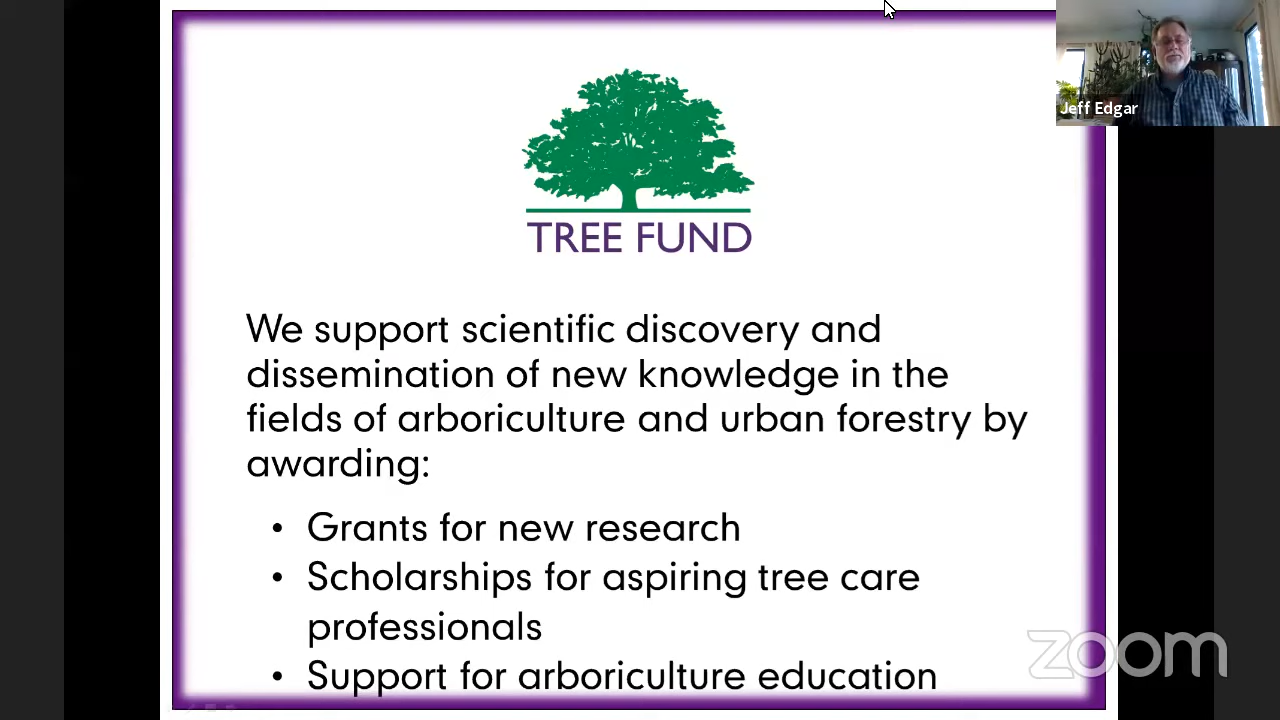 Jeff Edgar
TREE FUND
We support scientific discovery and
dissemination of new knowledge in the
fields of arboriculture and urban forestry by
awarding:
• Grants for new research
• Scholarships for aspiring tree care
professionals
• Support for arboriculture education
zoom